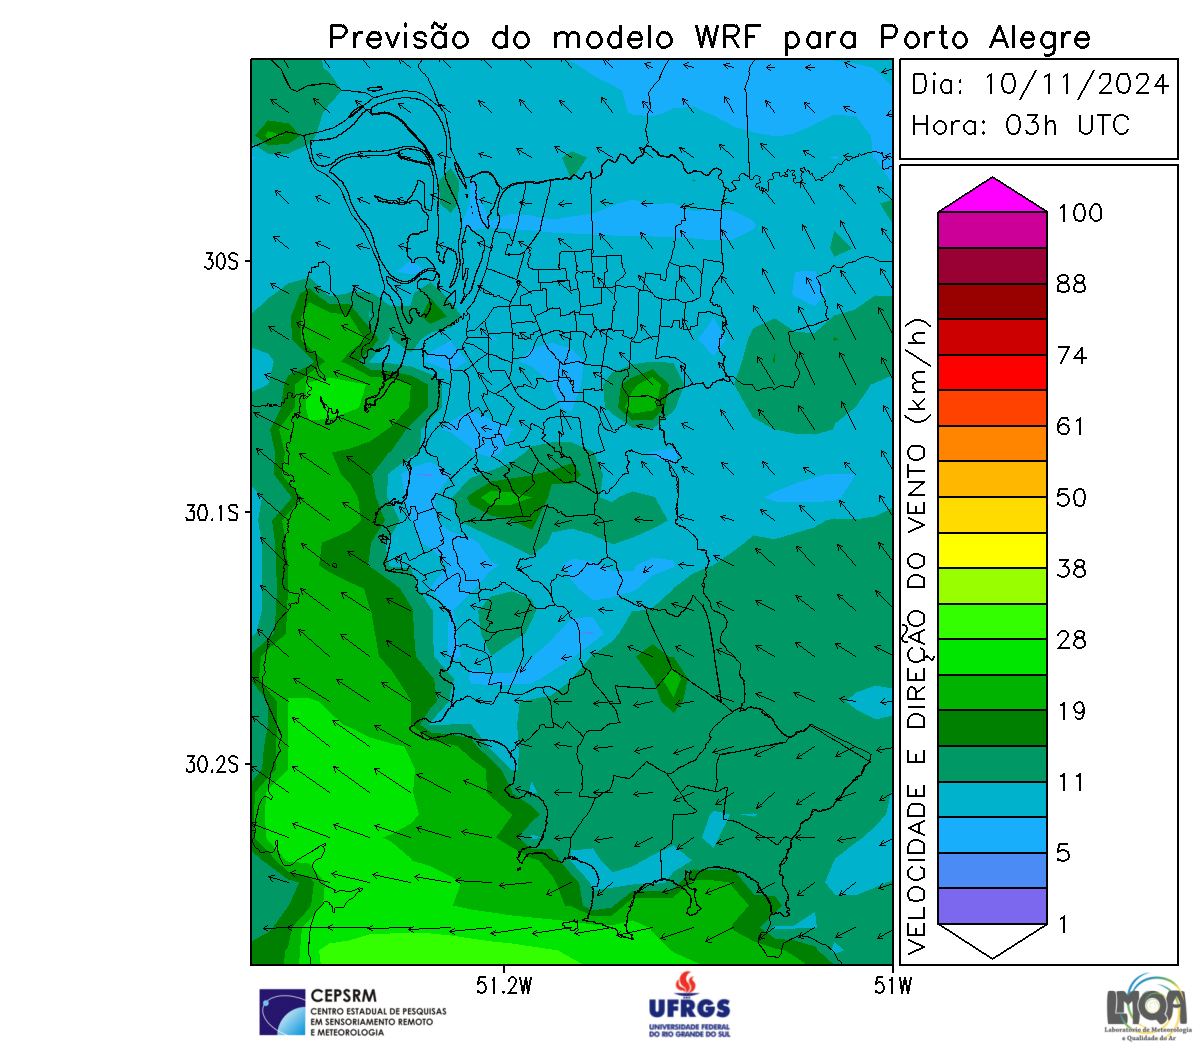 Previsão do modelo WRF para Porto Alegre
Dia: 10/11/2024
Hora: 03h UTC
100
88
74
61
50
38
28
19
11
5
1
VELOCIDADE E DIREÇÃO DO VENTO (km/h)
30S
30.1S
30.2S
51.2W
51W
CEPSRM
CENTRO ESTADUAL DE PESQUISAS
EM SENSORIAMENTO REMOTO
E METEOROLOGIA
UFRGS
UNIVERSIDADE FEDERAL
DO RIO GRANDE DO SUL
LMQA
Laboratório de Meteorologia
e Qualidade do Ar